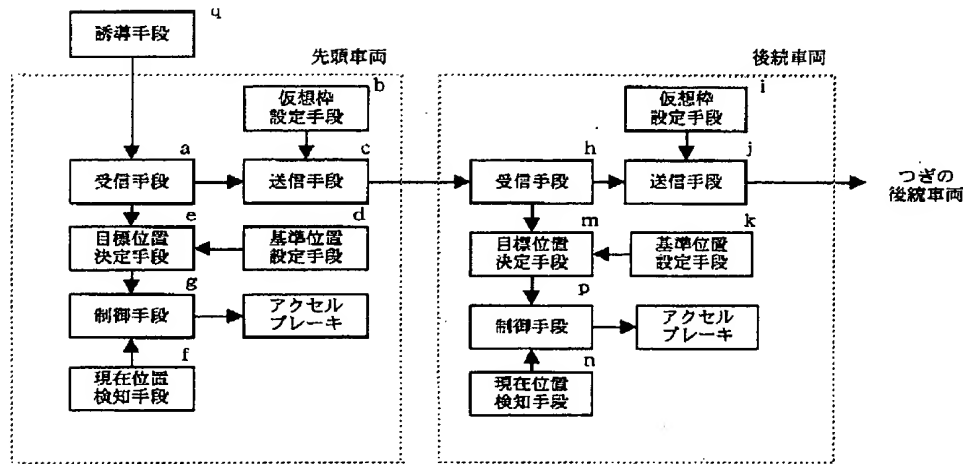 q
誘導手段
先頭車両
b
仮想枠
設定手段
a
受信手段
c
送信手段
e
目標位置
決定手段
d
基準位置
設定手段
g
制御手段
アクセル
ブレーキ
f
現在位置
検知手段
後続車両
i
仮想枠
設定手段
h
受信手段
j
送信手段
つぎの
後続車両
m
目標位置
決定手段
k
基準位置
設定手段
p
制御手段
アクセル
ブレーキ
n
現在位置
検知手段